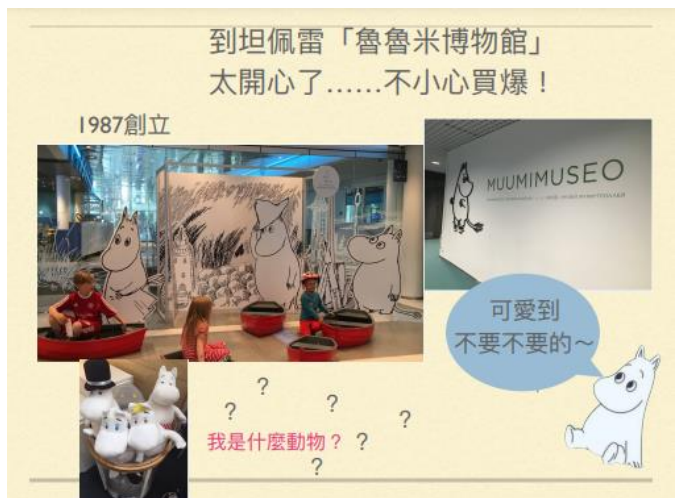 到坦佩雷「魯魯米博物館」
太開心了……不小心買爆！
1987創立
MUUMIMUSEO
可愛到
不要不要的～
?
?
?
?
我是什麼動物？ ?
?